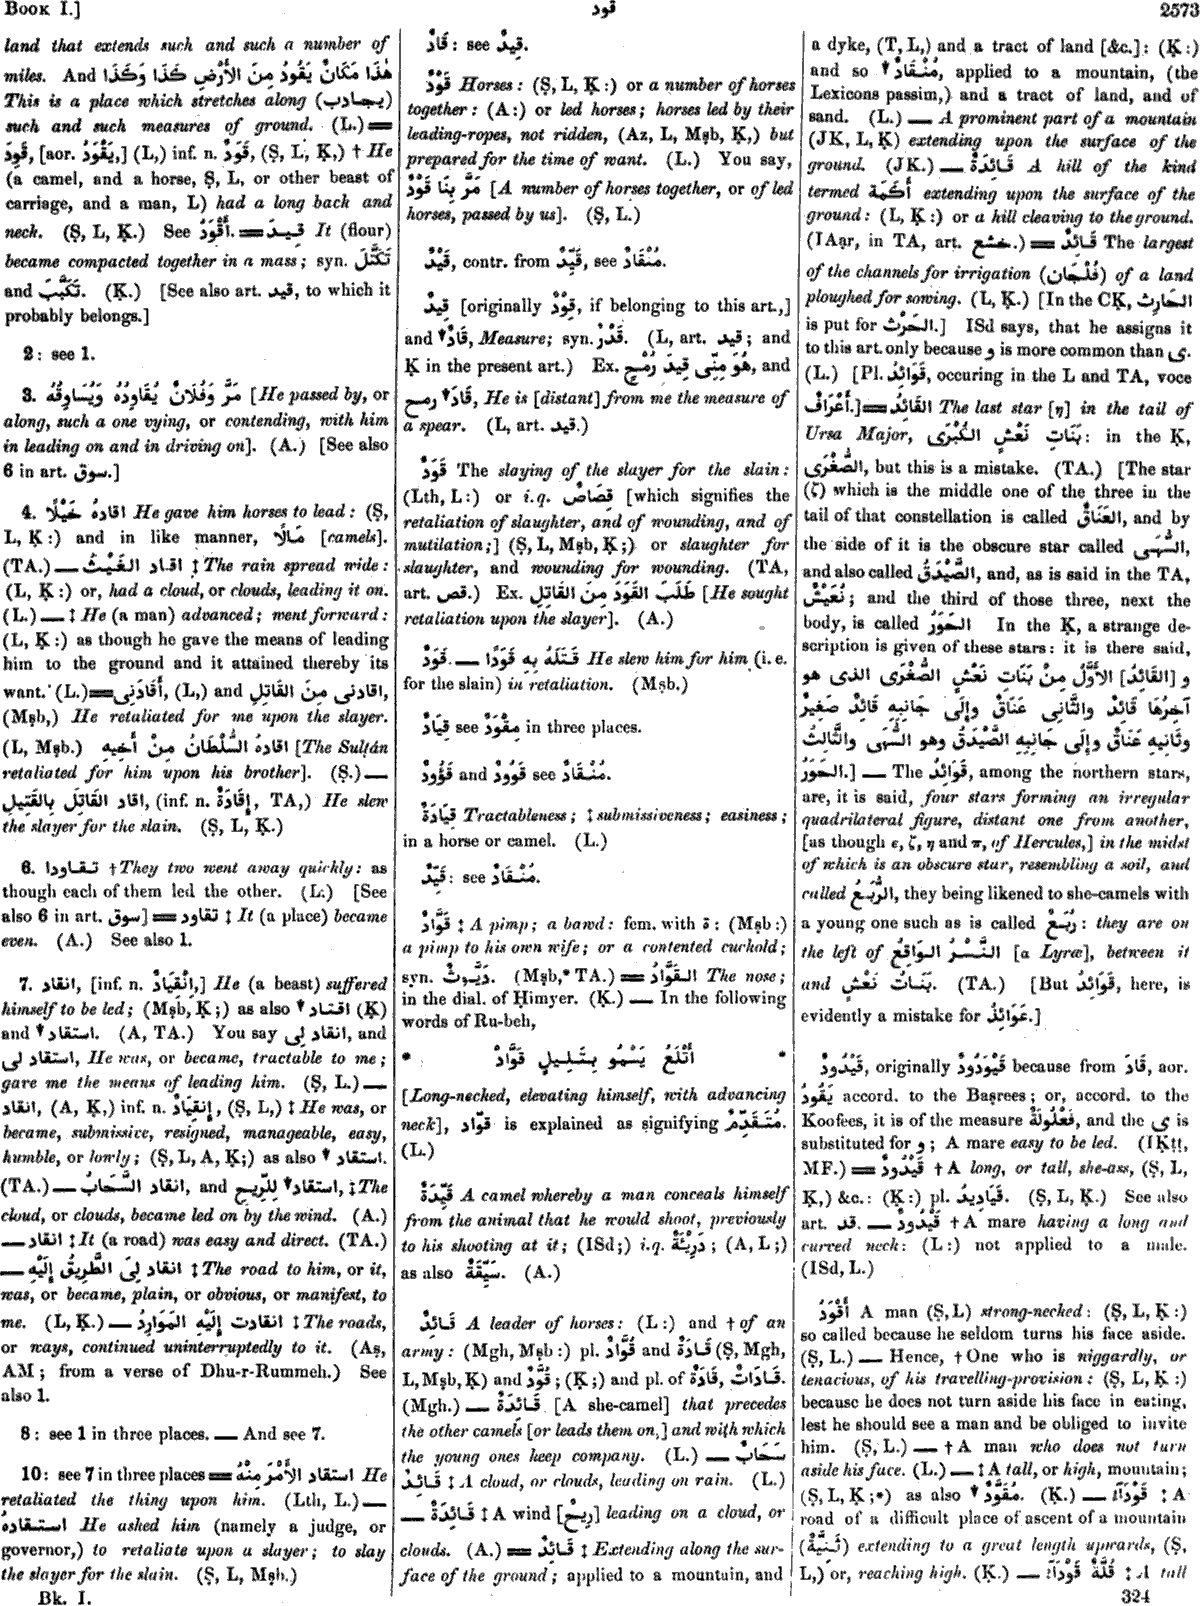 BOOK I.]
قود
2573
land that extends such and such a number of
miles. And هٰذَا مَكَانٌ يَقُودُ مِنَ الأَرْضِ كَذَا وَكَذَا
This is a place which stretches along (يحاذب)
such and such measures of ground. (L.)═
قَوِدَ, [aor. يَقْوَدُ,] (L,) inf. n. قَوَدٌ, (Ṣ, L, Ḳ,) † He
(a camel, and a horse, Ṣ, L, or other beast of
carriage, and a man, L) had a long back and
neck. (Ṣ, L, Ḳ.) See أَقْوَدُ.═قيد It (flour)
became compacted together in a mass; syn. تَكَتَّلَ
and تَكَبَّبَ. (Ḳ.) [See also art. قيد, to which it
probably belongs.]
2: see 1.
3. مَرَّ وَفُلَانٌ يُقَاوِدُهُ وَيُسَاوِقُهُ [He passed by, or
along, such a one vying, or contending, with him
in leading on and in driving on]. (A.) [See also
6 in art. سوق.]
4. اقادهُ خَيْلًا He gave him horses to lead: (Ṣ,
L, Ḳ:) and in like manner, مَالًا [camels].
(TA.) — اقاد الغَيْثُ ‡ The rain spread wide:
(L, Ḳ:) or, had a cloud, or clouds, leading it on.
(L.) — ‡ He (a man) advanced; went forward:
(L, Ḳ:) as though he gave the means of leading
him to the ground and it attained thereby its
want. (L.)═أَقَادَنِى, (L,) and اقادنى مِنَ القَاتِلِ,
(Mṣb,) He retaliated for me upon the slayer.
(L, Mṣb.) اقادهُ السُّلْطَانُ مِنْ أَخِيهِ [The Sulṭán
retaliated for him upon his brother]. (Ṣ.) —
اقاد القَاتِلَ بِالقَتِيلِ, (inf. n. إِقَادَةٌ, TA,) He slew
the slayer for the slain. (Ṣ, L, Ḳ.)
6. تقاودا † They two went away quickly: as
though each of them led the other. (L.) [See
also 6 in art. سوق] ═ تقاود ‡ It (a place) became
even. (A.) See also 1.
7. انقاد, [inf. n. اِنْقِيَادٌ,] He (a beast) suffered
himself to be led; (Mṣb, Ḳ;) as also ▼ اقتاد (Ḳ)
and ▼ استقاد. (A, TA.) You say انقاد لِى, and
استقاد لى, He was, or became, tractable to me;
gave me the means of leading him. (Ṣ, L.) —
انقاد, (A, Ḳ,) inf. n. إِنقِيَادٌ, (Ṣ, L,) ‡ He was, or
became, submissive, resigned, manageable, easy,
humble, or lowly; (Ṣ, L, A, Ḳ;) as also ▼ استقاد.
(TA.) — انقاد السَّحَابُ, and ▼ استقاد, لِلرِّيحِ, ‡ The
cloud, or clouds, became led on by the wind. (A.)
— انقاد ‡ It (a road) was easy and direct. (TA.)
— انقاد لِىَ الطَّرِيقُ إِلَيْهِ ‡ The road to him, or it,
was, or became, plain, or obvious, or manifest, to
me. (L, Ḳ.) — انقادت إِلَيْهِ المَوَارِدُ ‡ The roads,
or ways, continued uninterruptedly to it. (Aṣ,
AM; from a verse of Dhu-r-Rummeh.) See
also 1.
8: see 1 in three places. — And see 7.
10: see 7 in three places ═ استقاد الأَمْرَ مِنْهُ He
retaliated the thing upon him. (Lth, L.) —
استقادهُ He asked him (namely a judge, or
governor,) to retaliate upon a slayer; to slay
the slayer for the slain. (Ṣ, L, Mṣb.)
Bk. I.
قَادٌ: see قِيدٌ.
قَوْدٌ Horses: (Ṣ, L, Ḳ:) or a number of horses
together: (A:) or led horses; horses led by their
leading-ropes, not ridden, (Az, L, Mṣb, Ḳ,) but
prepared for the time of want. (L.) You say,
مَرَّ بِنَا قَوْدٌ [A number of horses together, or of led
horses, passed by us]. (Ṣ, L.)
قَيْدٌ, contr. from قَيِّدٌ, see مُنْقَادٌ.
قِيدٌ [originally قِوْدٌ, if belonging to this art.,]
and ▼ قَادٌ, Measure; syn. قَدْرٌ. (L, art. قيد; and
Ḳ in the present art.) Ex. هُوَ مِنِّى قِيدَ رُمْحٍ, and
▼ قَادَ رمح, He is [distant] from me the measure of
a spear. (L, art. قيد.)
قَوَدٌ The slaying of the slayer for the slain:
(Lth, L:) or i.q. قِصَاصٌ [which signifies the
retaliation of slaughter, and of wounding, and of
mutilation;] (Ṣ, L, Mṣb, Ḳ;) or slaughter for
slaughter, and wounding for wounding. (TA,
art. قص.) Ex. طَلَبَ القَوَدَ مِنَ القَاتِلِ [He sought
retaliation upon the slayer]. (A.)
قَوَدٌ. — قَتَلَهُ بِهِ قَوَدًا He slew him for him (i. e.
for the slain) in retaliation. (Mṣb.)
قِيَادٌ see مِقْوَدٌ in three places.
قَؤُودٌ and قَوُودٌ see مُنْقَادٌ.
قِيَادَةٌ Tractableness; ‡ submissiveness; easiness;
in a horse or camel. (L.)
قَيِّدٌ: see مُنْقَادٌ.
قَوَّادٌ ‡ A pimp; a bawd: fem. with ة: (Mṣb:)
a pimp to his own wife; or a contented cuckold;
syn. دَيُّوثٌ. (Mṣb,* TA.) ═ القَوَّادُ The nose;
in the dial. of Ḥimyer. (Ḳ.) — In the following
words of Ru-beh,
* أَتْلَعُ يَسْمُو بِتَلِيلٍ قَوَّادْ *
[Long-necked, elevating himself, with advancing
neck], قوّاد is explained as signifying مُتَقَدِّمٌ.
(L.)
قَيِّدَةٌ A camel whereby a man conceals himself
from the animal that he would shoot, previously
to his shooting at it; (ISd;) i.q. دَرِيْئَةٌ; (A, L;)
as also سَيِّقَةٌ. (A.)
قَائِدٌ A leader of horses: (L:) and † of an
army: (Mgh, Mṣb:) pl. قُوَّادٌ and قَادَةٌ (Ṣ, Mgh,
L, Mṣb, Ḳ) and قُوَّدٌ; (Ḳ;) and pl. of قَادَةٌ, قَادَاتٌ.
(Mgh.) — قَائِدَةٌ [A she-camel] that precedes
the other camels [or leads them on,] and with which
the young ones keep company. (L.) — سَحَابٌ
قَائِدٌ ‡ A cloud, or clouds, leading on rain. (L.)
— قَائِدَةٌ ‡ A wind [رِيحٌ] leading on a cloud, or
clouds. (A.) ═ قَائِدٌ ‡ Extending along the sur-
face of the ground; applied to a mountain, and
a dyke, (T, L,) and a tract of land [&c.]: (Ḳ:)
and so ▼ مُنْقَادٌ, applied to a mountain, (the
Lexicons passim,) and a tract of land, and of
sand. (L.) — A prominent part of a mountain
(JK, L, Ḳ) extending upon the surface of the
ground. (JK.) — قَائِدَةٌ A hill of the kind
termed أَكَمَة extending upon the surface of the
ground: (L, Ḳ:) or a hill cleaving to the ground.
(IAạr, in TA, art. خشع.) ═ قَائِدٌ The largest
of the channels for irrigation (فُلْجَان) of a land
ploughed for sowing. (L, Ḳ.) [In the CḲ, الحَارِث
is put for الحَرْث.] ISd says, that he assigns it
to this art. only because و is more common than ى.
(L.) [Pl. قَوَائِدُ, occuring in the L and TA, voce
أَعْرَافٌ.]═القَائِدُ The last star [η] in the tail of
Ursa Major, بَنَاتِ نَعْشٍ الكُبْرَى: in the Ḳ,
الصُّغْرَى, but this is a mistake. (TA.) [The star
(ζ) which is the middle one of the three in the
tail of that constellation is called العَنَاقُ, and by
the side of it is the obscure star called السُّهَى,
and also called الصَّيْدَقُ, and, as is said in the TA,
نُعَيْشٌ; and the third of those three, next the
body, is called الحَوَرُ In the Ḳ, a strange de-
scription is given of these stars: it is there said,
و [القَائِدُ] الأَوَّلُ مِنْ بَنَاتِ نَعْشٍ الصُّغْرَى الذى هو
آخِرُهَا قَائِدٌ والثَّانِى عَنَاقٌ وإِلَى جَانِبِهِ قَائِدٌ صَغِيرٌ
وثَانِيهِ عَنَاقٌ وإِلَى جَانِبِهِ الصَّيْدَقُ وهو السُّهَى والثَّالِثُ
الحَوَرُ.] — The قَوَائِدُ, among the northern stars,
are, it is said, four stars forming an irregular
quadrilateral figure, distant one from another,
[as though ε, ζ, η and π, of Hercules,] in the midst
of which is an obscure star, resembling a soil, and
called الرُّبَعُ, they being likened to she-camels with
a young one such as is called رُبَعٌ: they are on
the left of النَّسْرُ الوَاقِعُ [α Lyræ], between it
and بَنَاتُ نَعْشٍ. (TA.) [But قَوَائِدُ, here, is
evidently a mistake for عَوَائِدُ.]
قَيْدُودٌ, originally قَيْوَدُودٌ because from قَادَ, aor.
يَقُودُ accord. to the Baṣrees; or, accord. to the
Koofees, it is of the measure فَعْلُولَةٌ, and the ى is
substituted for و; A mare easy to be led. (IḲṭṭ,
MF.) ═ قَيْدُودٌ † A long, or tall, she-ass, (Ṣ, L,
Ḳ,) &c.: (Ḳ:) pl. قَيَادِيدُ. (Ṣ, L, Ḳ.) See also
art. قد. — قَيْدُودٌ † A mare having a long and
curved neck: (L:) not applied to a male.
(ISd, L.)
أَقْوَدُ A man (Ṣ, L) strong-necked: (Ṣ, L, Ḳ:)
so called because he seldom turns his face aside.
(Ṣ, L.) — Hence, † One who is niggardly, or
tenacious, of his travelling-provision: (Ṣ, L, Ḳ:)
because he does not turn aside his face in eating,
lest he should see a man and be obliged to invite
him. (Ṣ, L.) — † A man who does not turn
aside his face. (L.) — ‡ A tall, or high, mountain;
(Ṣ, L, Ḳ;*) as also ▼ مُقَوَّدٌ. (Ḳ.) — قَوْدَآءُ ‡ A
road of a difficult place of ascent of a mountain
(ثَنِيَّةٌ) extending to a great length upwards, (Ṣ,
L,) or, reaching high. (Ḳ.) — قُلَّةٌ قَوْدَآءُ ‡ A tall
324